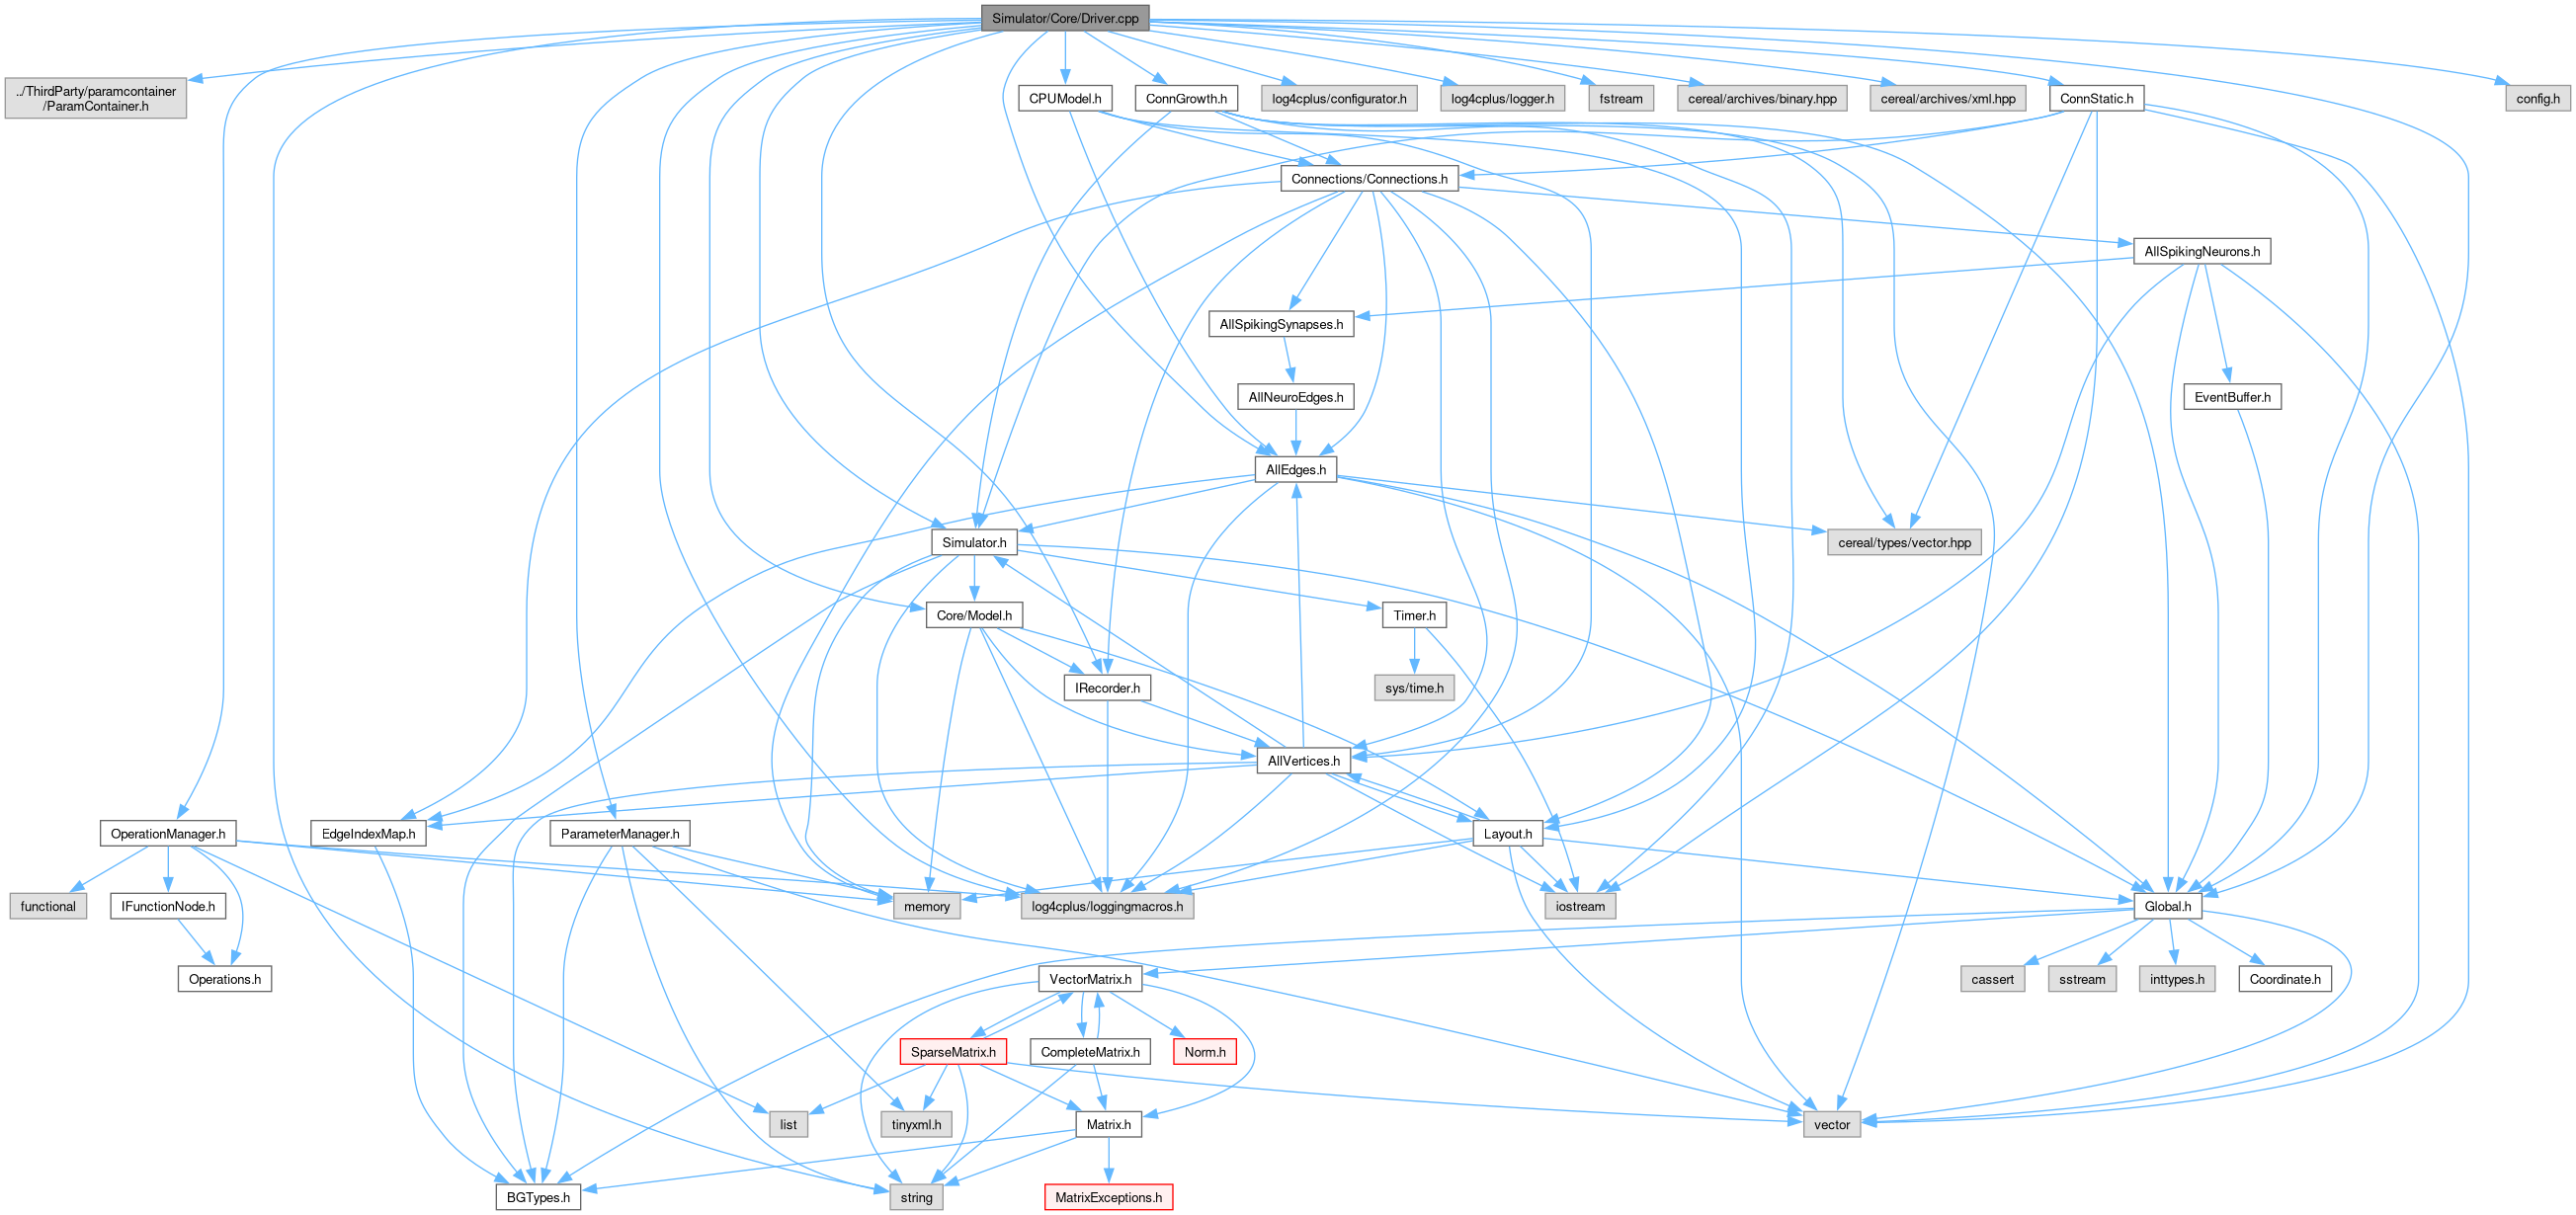 Simulator/Core/Driver.cpp
../ThirdParty/paramcontainer
/ParamContainer.h
CPUModel.h
ConnGrowth.h
log4cplus/configurator.h
log4cplus/logger.h
fstream
cereal/archives/binary.hpp
cereal/archives/xml.hpp
ConnStatic.h
config.h
Connections/Connections.h
AllSpikingNeurons.h
AllSpikingSynapses.h
AllNeuroEdges.h
EventBuffer.h
AllEdges.h
Simulator.h
cereal/types/vector.hpp
Core/Model.h
Timer.h
IRecorder.h
sys/time.h
AllVertices.h
OperationManager.h
EdgeIndexMap.h
ParameterManager.h
Layout.h
functional
IFunctionNode.h
memory
log4cplus/loggingmacros.h
iostream
Global.h
Operations.h
VectorMatrix.h
cassert
sstream
inttypes.h
Coordinate.h
SparseMatrix.h
CompleteMatrix.h
Norm.h
list
tinyxml.h
Matrix.h
vector
BGTypes.h
string
MatrixExceptions.h